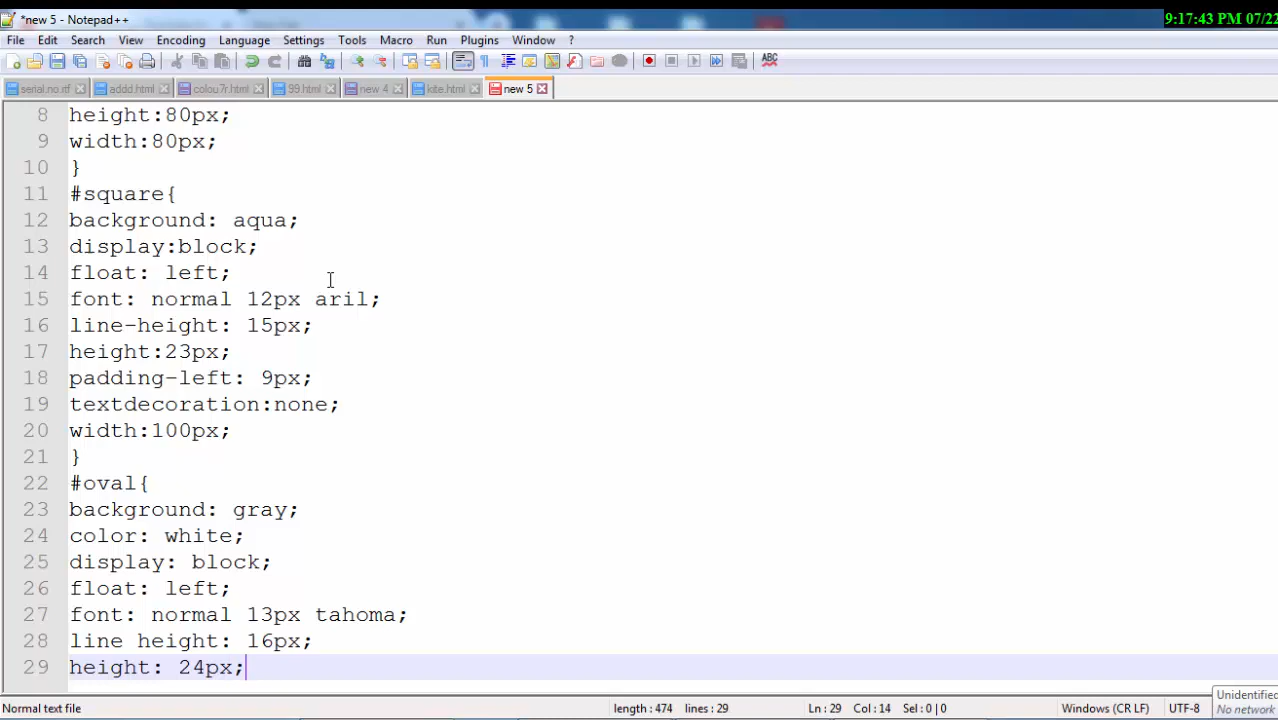 *new 5 - Notepad++
9:17:43 PM 07/22
File Edit Search View Encoding Language Settings Tools Macro Run Plugins Window ?
ABC
serial.no.rtf addd.html colou7r.html 99.html new 4 kite.html new 5
8 height:80px;
9 width:80px;
10 }
11 #square{
12 background: aqua;
13 display:block;
14 float: left;
15 font: normal 12px aril;
16 line-height: 15px;
17 height:23px;
18 padding-left: 9px;
19 textdecoration:none;
20 width:100px;
21 }
22 #oval{
23 background: gray;
24 color: white;
25 display: block;
26 float: left;
27 font: normal 13px tahoma;
28 line height: 16px;
29 height: 24px;
Normal text file length : 474 lines : 29 Ln : 29 Col : 14 Sel : 0 | 0 Windows (CR LF) UTF-8
Unidentified
No network